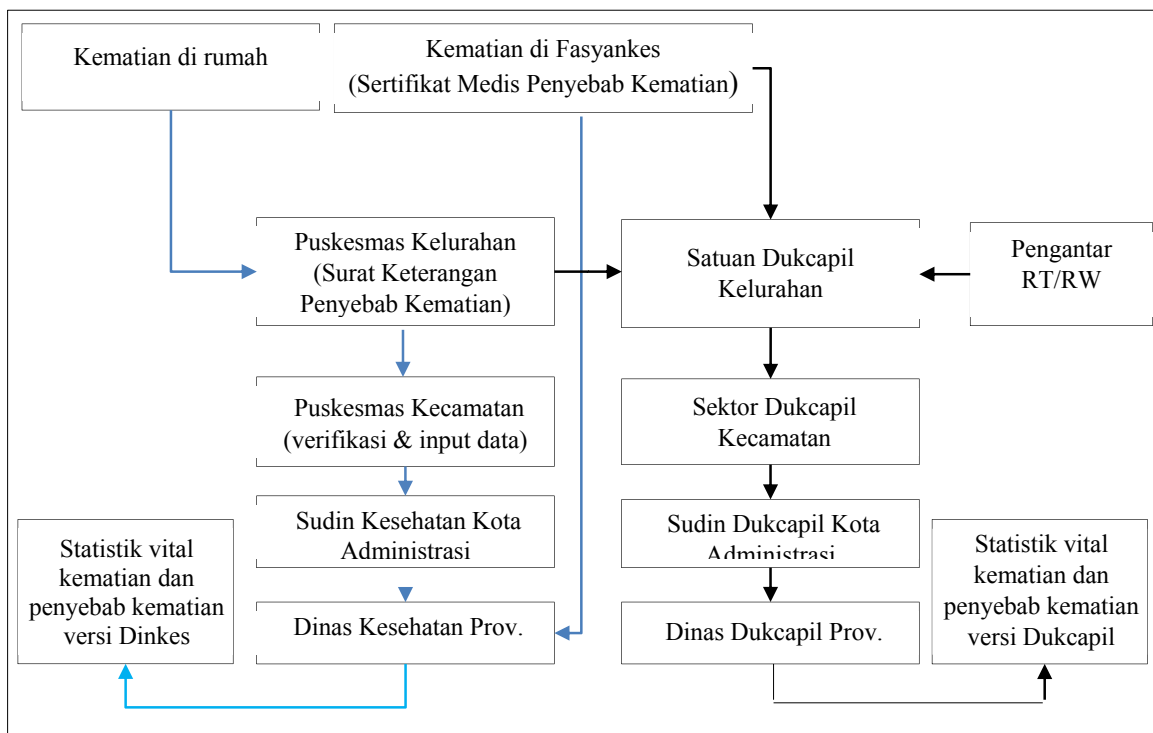 Kematian di rumah
Kematian di Fasyankes
(Sertifikat Medis Penyebab Kematian)
Puskesmas Kelurahan
(Surat Keterangan
Penyebab Kematian)
Satuan Dukcapil
Kelurahan
Pengantar
RT/RW
Puskesmas Kecamatan
(verifikasi & input data)
Sektor Dukcapil
Kecamatan
Sudin Kesehatan Kota
Administrasi
Sudin Dukcapil Kota
Administrasi
Statistik vital
kematian dan
penyebab kematian
versi Dinkes
Dinas Kesehatan Prov.
Dinas Dukcapil Prov.
Statistik vital
kematian dan
penyebab kematian
versi Dukcapil